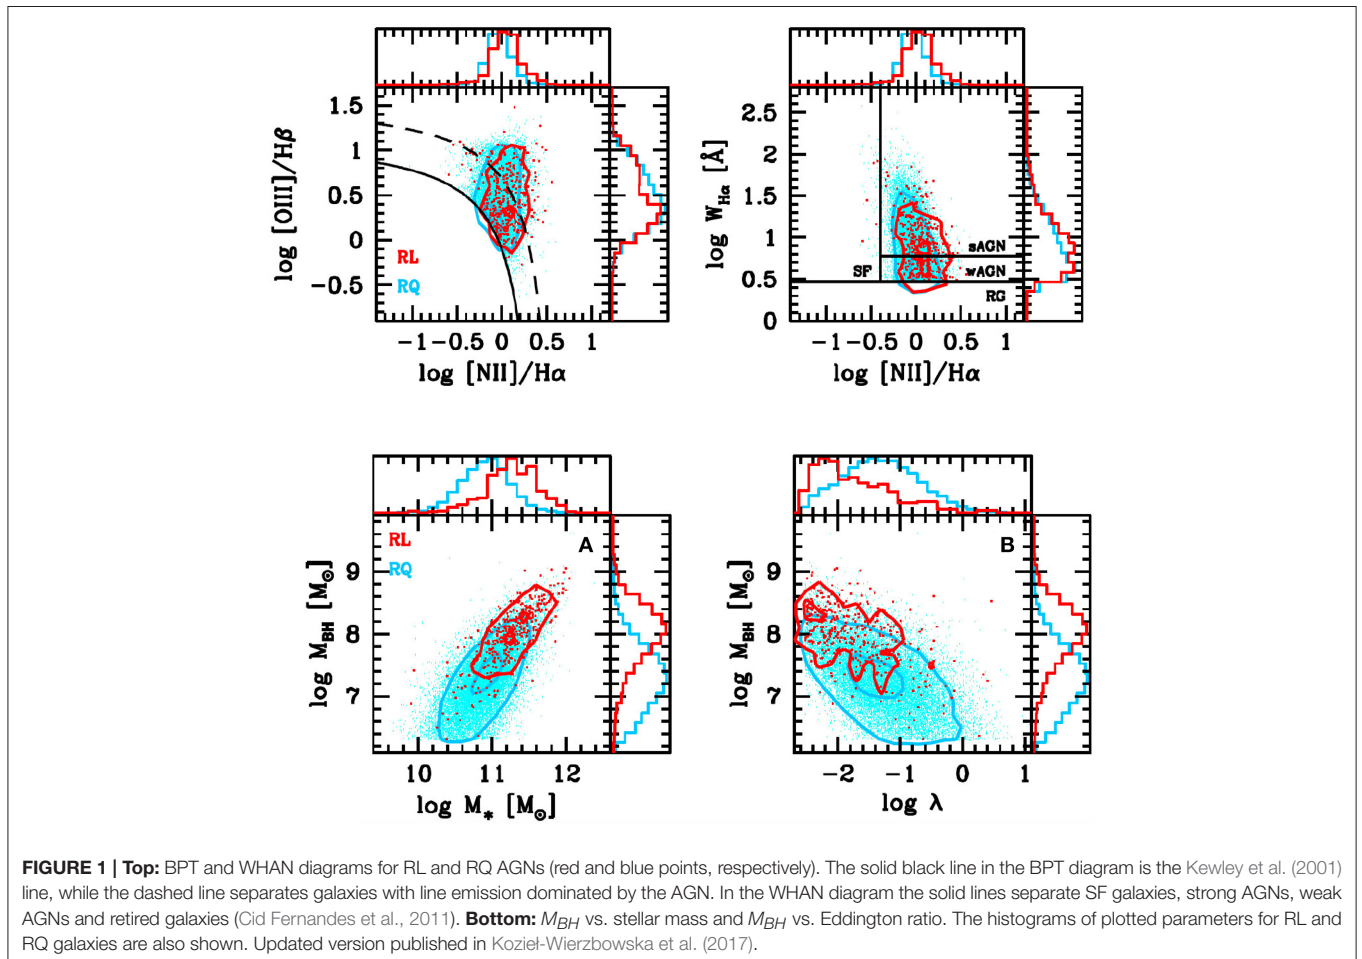 1.5
1
0.5
0
−0.5
log [OIII]/Hβ
RL
RQ
−1 −0.5 0 0.5 1
log [NII]/Hα
2.5
2
1.5
1
0.5
0
log W_Hα [Å]
sAGN
SF wAGN
RG
−1 −0.5 0 0.5 1
log [NII]/Hα
9
8
7
log M_BH [M_⊙]
RL
RQ
A
10 11 12
log M_* [M_⊙]
9
8
7
log M_BH [M_⊙]
B
−2 −1 0 1
log λ
FIGURE 1 | Top: BPT and WHAN diagrams for RL and RQ AGNs (red and blue points, respectively). The solid black line in the BPT diagram is the Kewley et al. (2001)
line, while the dashed line separates galaxies with line emission dominated by the AGN. In the WHAN diagram the solid lines separate SF galaxies, strong AGNs, weak
AGNs and retired galaxies (Cid Fernandes et al., 2011). Bottom: M_BH vs. stellar mass and M_BH vs. Eddington ratio. The histograms of plotted parameters for RL and
RQ galaxies are also shown. Updated version published in Kozieł-Wierzbowska et al. (2017).